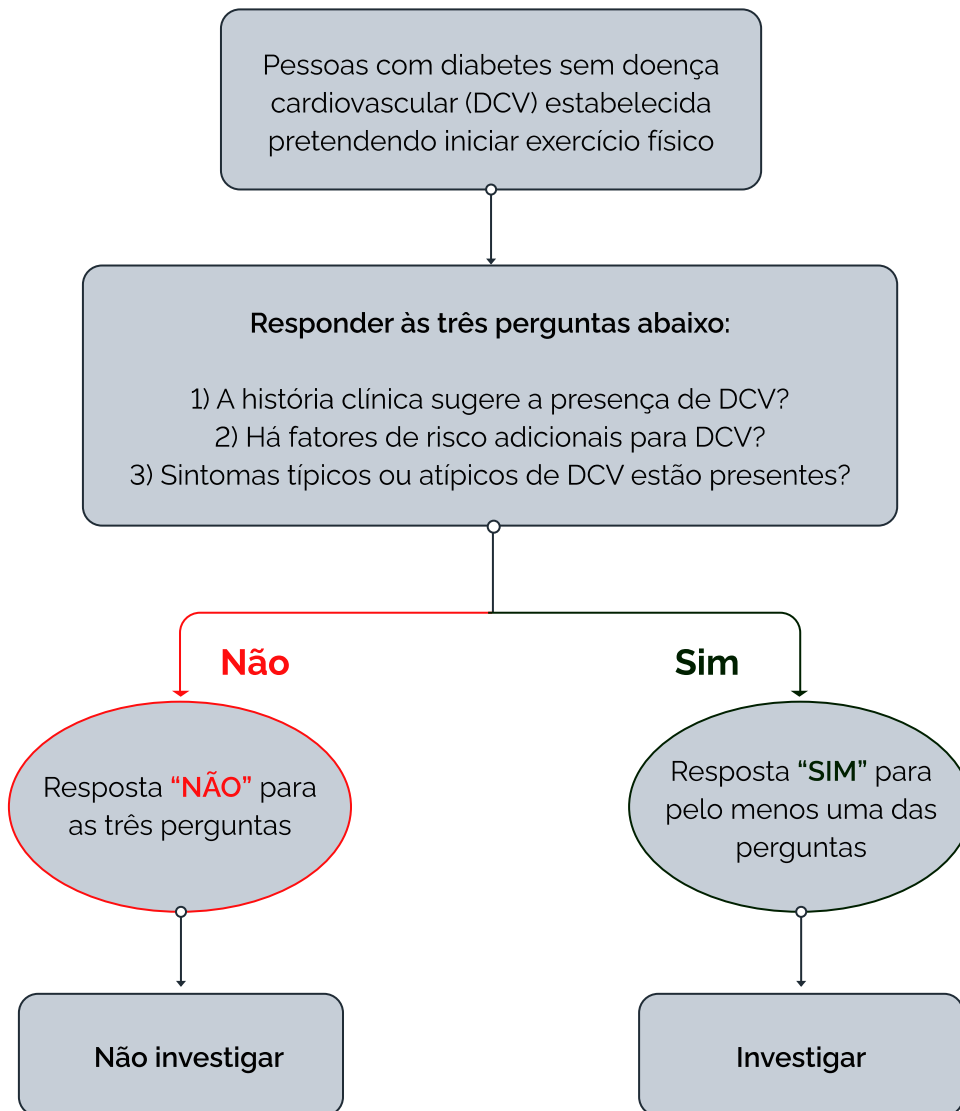 Pessoas com diabetes sem doença
cardiovascular (DCV) estabelecida
pretendendo iniciar exercício físico
Responder às três perguntas abaixo:
1) A história clínica sugere a presença de DCV?
2) Há fatores de risco adicionais para DCV?
3) Sintomas típicos ou atípicos de DCV estão presentes?
Não
Sim
Resposta “NÃO” para
as três perguntas
Resposta “SIM” para
pelo menos uma das
perguntas
Não investigar
Investigar